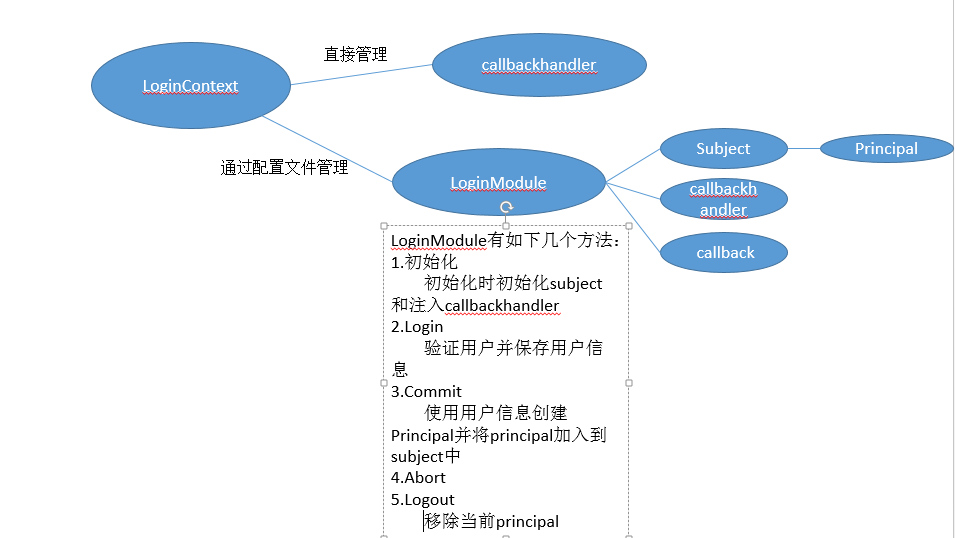 直接管理
callbackhandler
LoginContext
通过配置文件管理
LoginModule
Subject
Principal
callbackh
andler
callback
LoginModule有如下几个方法：
1.初始化
初始化时初始化subject
和注入callbackhandler
2.Login
验证用户并保存用户信
息
3.Commit
使用用户信息创建
Principal并将principal加入到
subject中
4.Abort
5.Logout
移除当前principal